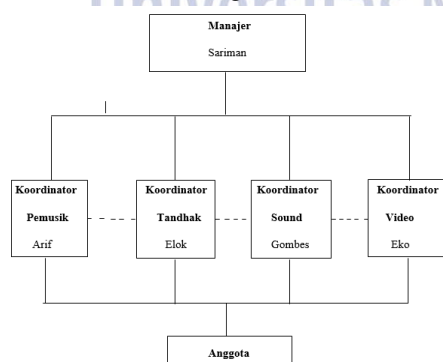 Manajer
Sariman
Koordinator
Pemusik
Arif
Koordinator
Tandhak
Elok
Koordinator
Sound
Gombes
Koordinator
Video
Eko
Anggota